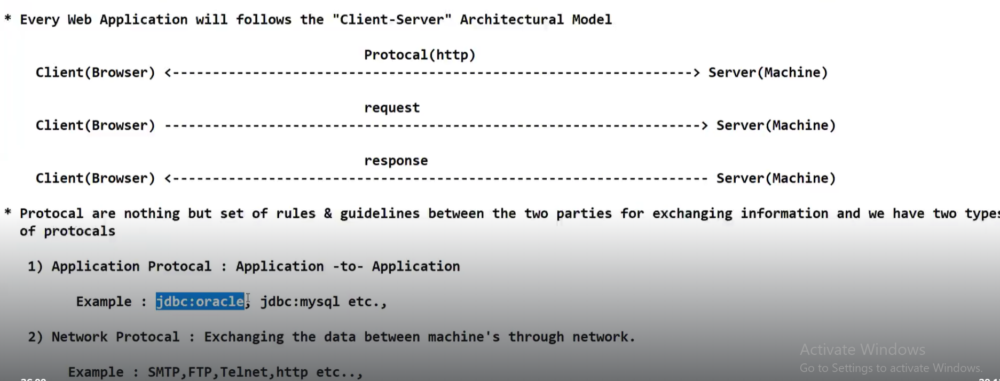 * Every Web Application will follows the "Client-Server" Architectural Model
Protocal(http)
Client(Browser) <-----------------------------------------------------------------> Server(Machine)
request
Client(Browser) -------------------------------------------------------------------> Server(Machine)
response
Client(Browser) <------------------------------------------------------------------- Server(Machine)
* Protocal are nothing but set of rules & guidelines between the two parties for exchanging information and we have two types
of protocals
1) Application Protocal : Application -to- Application
Example : jdbc:oracle, jdbc:mysql etc.,
2) Network Protocal : Exchanging the data between machine's through network.
Example : SMTP,FTP,Telnet,http etc..,
Activate Windows
Go to Settings to activate Windows.